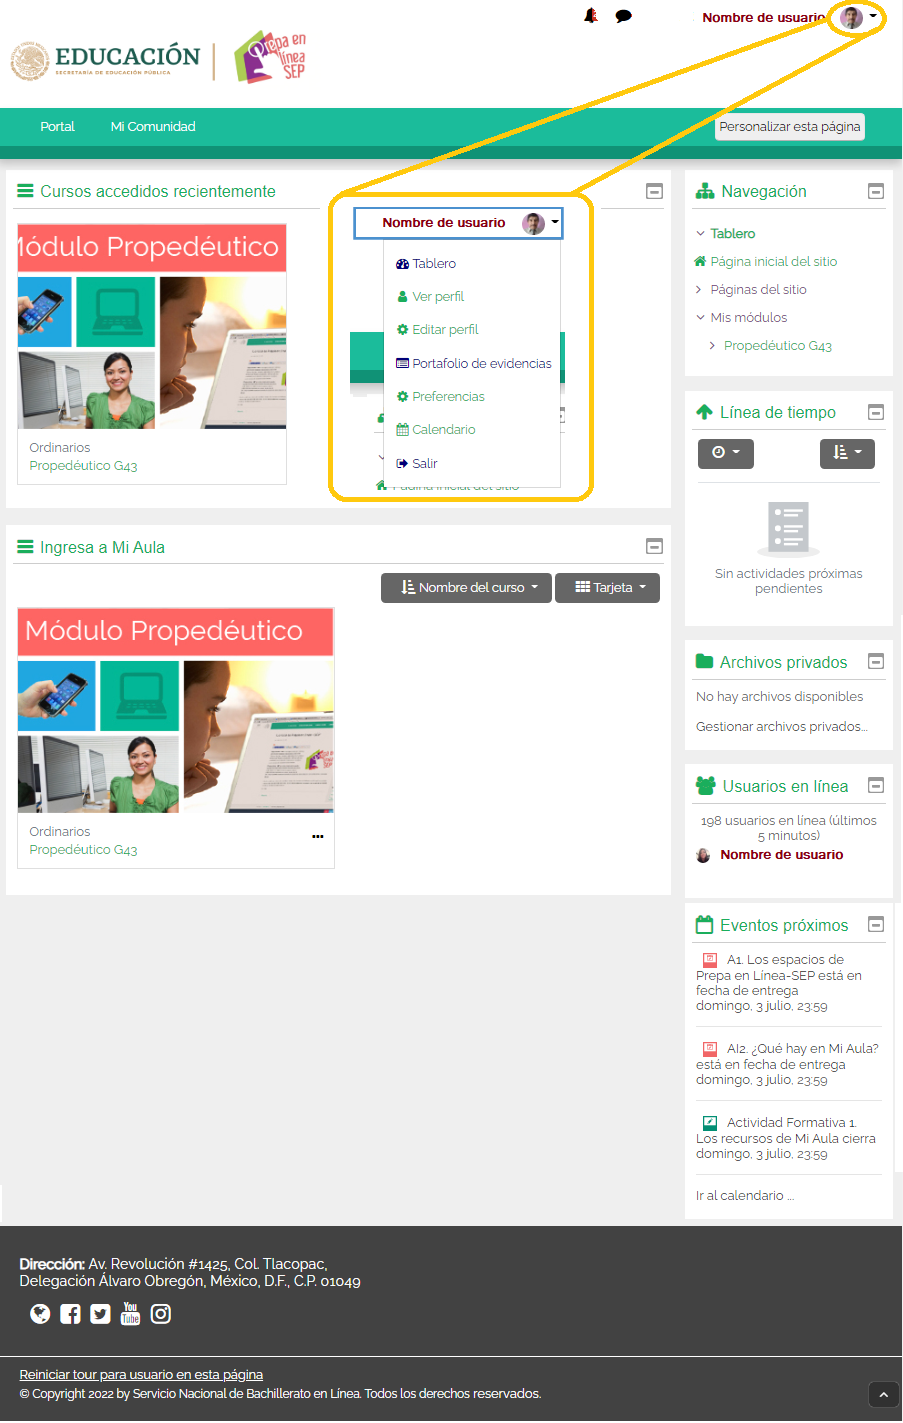 Nombre de usuario
EDUCACIÓN
SECRETARÍA DE EDUCACIÓN PÚBLICA
Prepa en
línea
SEP
Portal
Mi Comunidad
Personalizar esta página
Cursos accedidos recientemente
Módulo Propedéutico
Ordinarios
Propedéutico G43
Nombre de usuario
Tablero
Ver perfil
Editar perfil
Portafolio de evidencias
Preferencias
Calendario
Salir
Página inicial del sitio
Ingresa a Mi Aula
Nombre del curso
Tarjeta
Módulo Propedéutico
Ordinarios
Propedéutico G43
Navegación
Tablero
Página inicial del sitio
Páginas del sitio
Mis módulos
Propedéutico G43
Línea de tiempo
Sin actividades próximas
pendientes
Archivos privados
No hay archivos disponibles
Gestionar archivos privados...
Usuarios en línea
198 usuarios en línea (últimos
5 minutos)
Nombre de usuario
Eventos próximos
A1. Los espacios de
Prepa en Línea-SEP está en
fecha de entrega
domingo, 3 julio, 23:59
AI2. ¿Qué hay en Mi Aula?
está en fecha de entrega
domingo, 3 julio, 23:59
Actividad Formativa 1.
Los recursos de Mi Aula cierra
domingo, 3 julio, 23:59
Ir al calendario ...
Dirección: Av. Revolución #1425, Col. Tlacopac,
Delegación Álvaro Obregón, México, D.F., C.P. 01049
You
Tube
Reiniciar tour para usuario en esta página
© Copyright 2022 by Servicio Nacional de Bachillerato en Línea. Todos los derechos reservados.